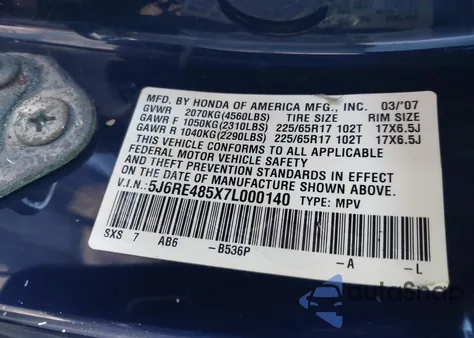 MFD. BY HONDA OF AMERICA MFG., INC. 03/'07
GVWR 2070KG(4560LBS) TIRE SIZE RIM SIZE
GAWR F 1050KG(2310LBS) 225/65R17 102T 17X6.5J
GAWR R 1040KG(2290LBS) 225/65R17 102T 17X6.5J
THIS VEHICLE CONFORMS TO ALL APPLICABLE
FEDERAL MOTOR VEHICLE SAFETY
AND THEFT PREVENTION STANDARDS IN EFFECT
ON THE DATE OF MANUFACTURE SHOWN ABOVE.
V.I.N.: 5J6RE485X7L000140 TYPE: MPV
SXS 7 AB6 -B536P -A -L
autoSnap